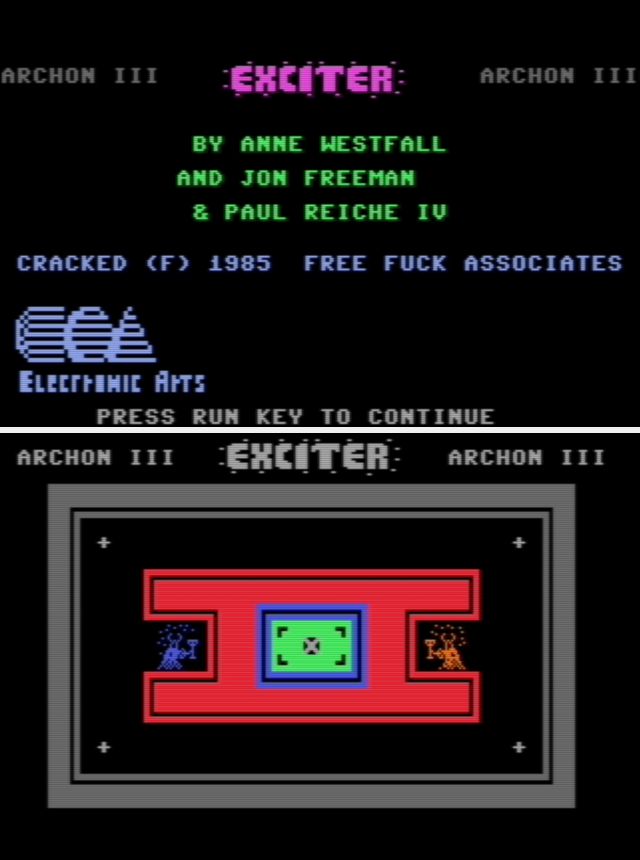 ARCHON III EXCITER ARCHON III
BY ANNE WESTFALL
AND JON FREEMAN
& PAUL REICHE IV
CRACKED (F) 1985 FREE FUCK ASSOCIATES
ECA
ELECTRONIC ARTS
PRESS RUN KEY TO CONTINUE
ARCHON III EXCITER ARCHON III